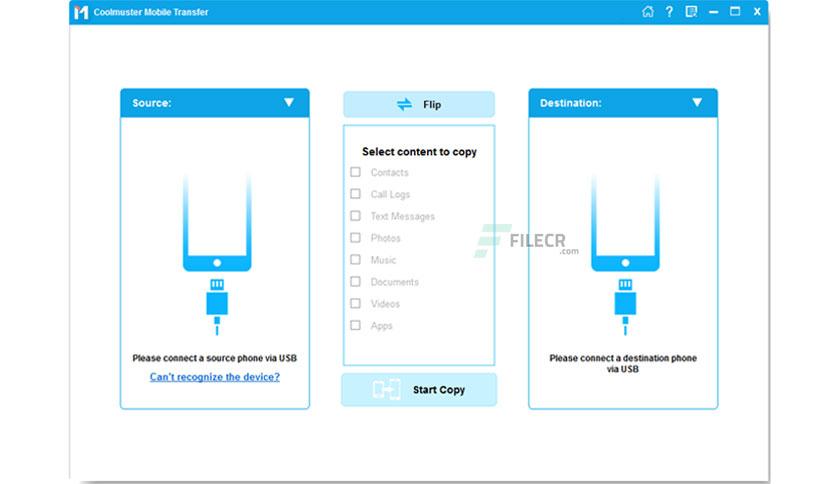 Coolmuster Mobile Transfer
?
Source:
Please connect a source phone via USB
Can't recognize the device?
Flip
Select content to copy
Contacts
Call Logs
Text Messages
Photos
Music
Documents
Videos
Apps
Start Copy
FILECR
.com
Destination:
Please connect a destination phone
via USB